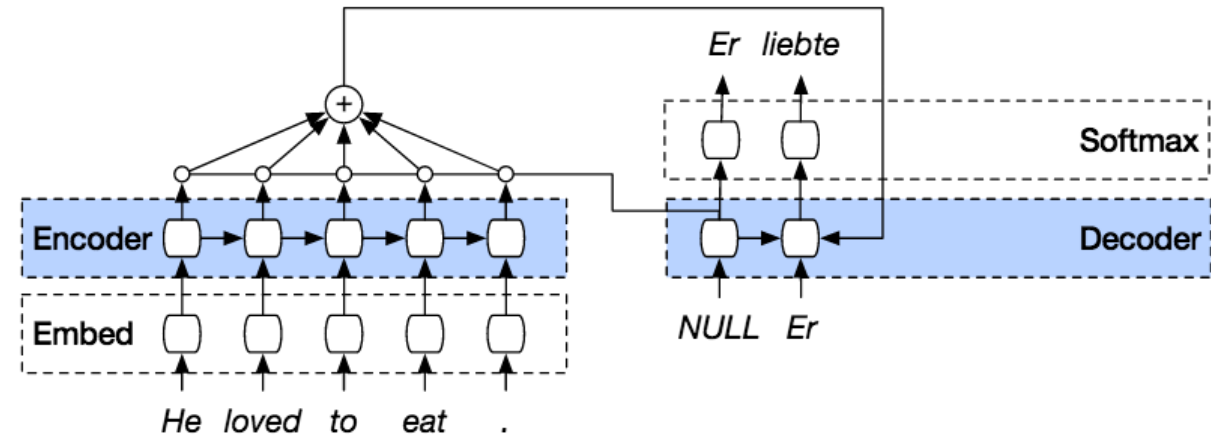 Er liebte
+
Softmax
Encoder
Decoder
Embed
NULL Er
He loved to eat .